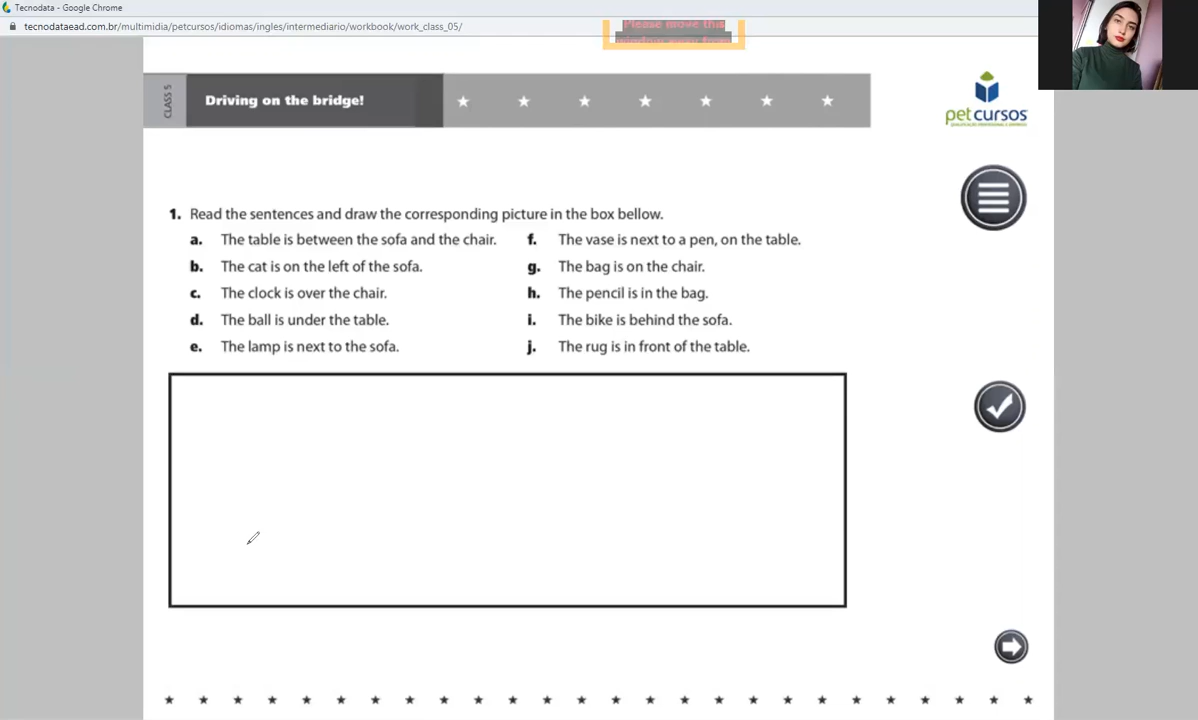 Tecnodata - Google Chrome
tecnodataead.com.br/multimidia/petcursos/idiomas/ingles/intermediario/workbook/work_class_05/
Please move this
CLASS 5
Driving on the bridge!
petcursos
1. Read the sentences and draw the corresponding picture in the box bellow.
a. The table is between the sofa and the chair.
b. The cat is on the left of the sofa.
c. The clock is over the chair.
d. The ball is under the table.
e. The lamp is next to the sofa.
f. The vase is next to a pen, on the table.
g. The bag is on the chair.
h. The pencil is in the bag.
i. The bike is behind the sofa.
j. The rug is in front of the table.